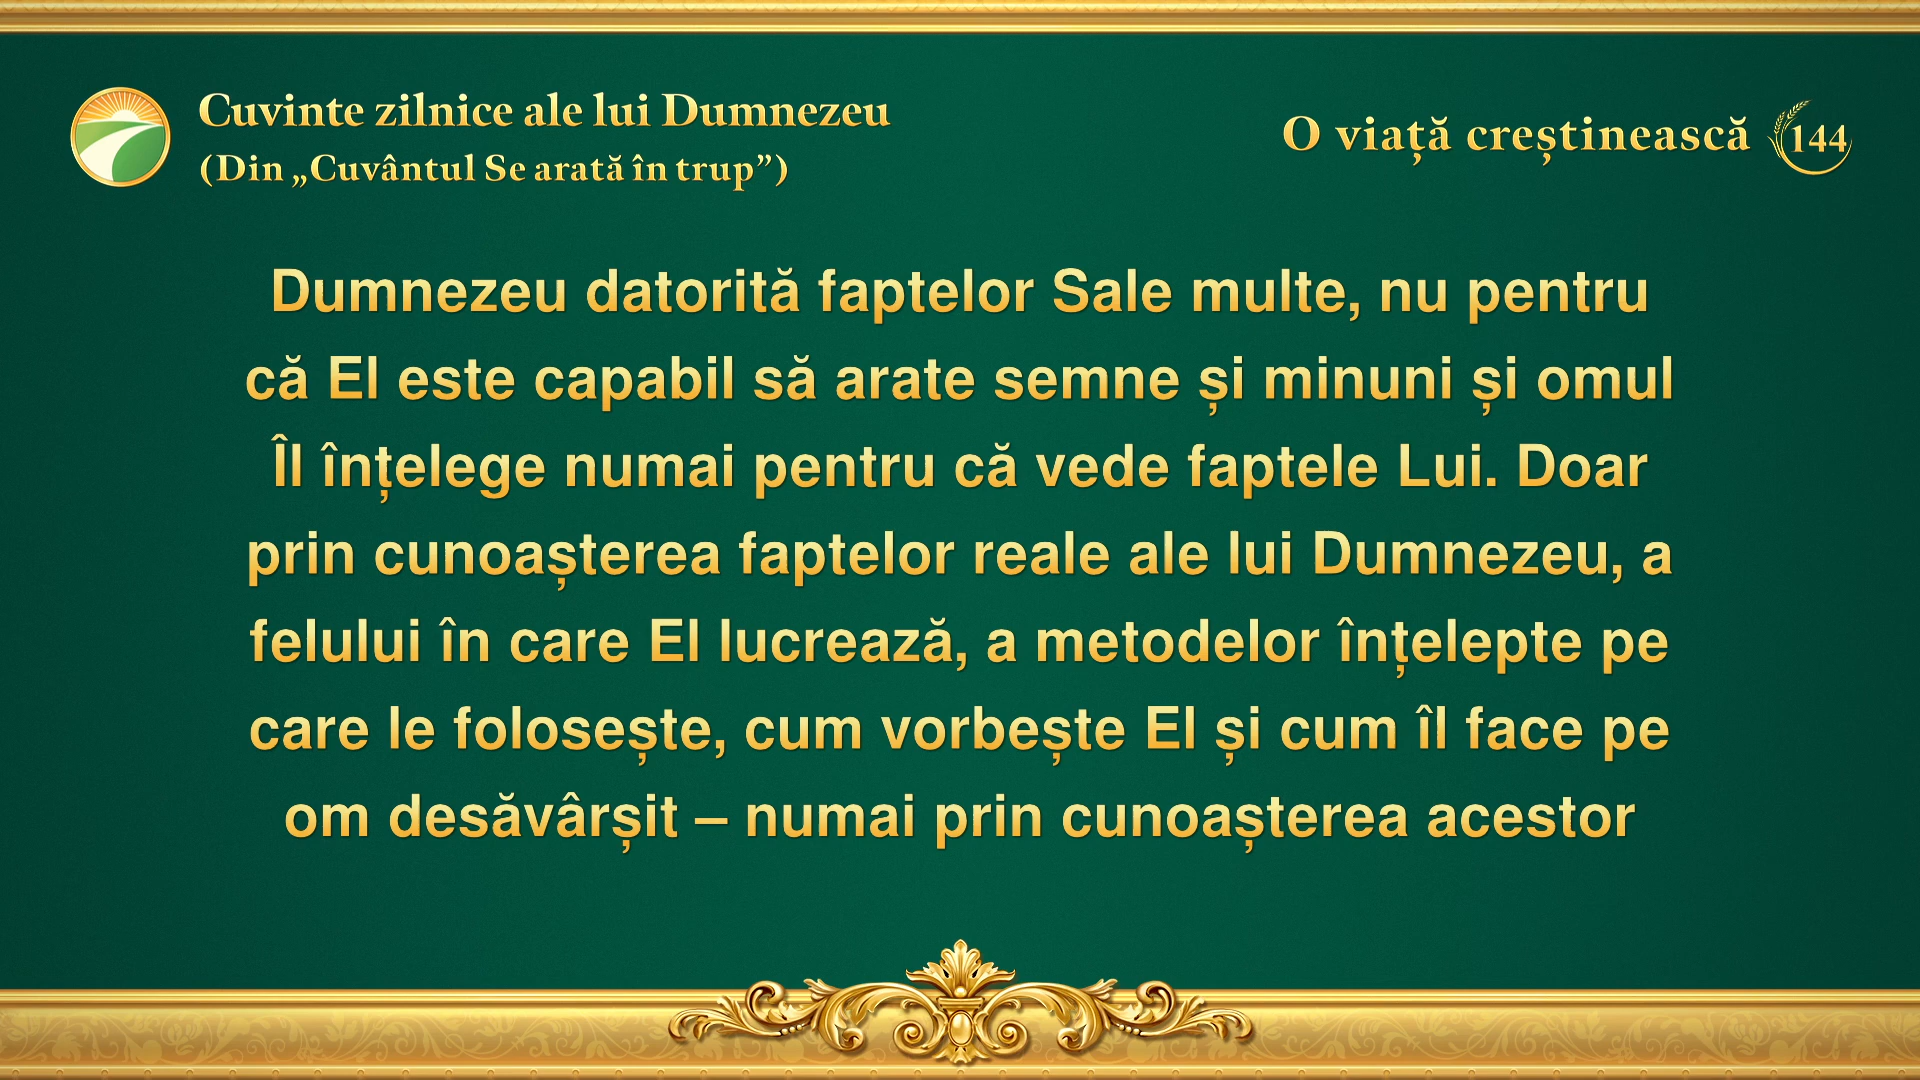 Cuvinte zilnice ale lui Dumnezeu
(Din „Cuvântul Se arată în trup”)
O viață creștinească 144
Dumnezeu datorită faptelor Sale multe, nu pentru
că El este capabil să arate semne și minuni și omul
Îl înțelege numai pentru că vede faptele Lui. Doar
prin cunoașterea faptelor reale ale lui Dumnezeu, a
felului în care El lucrează, a metodelor înțelepte pe
care le folosește, cum vorbește El și cum îl face pe
om desăvârșit – numai prin cunoașterea acestor